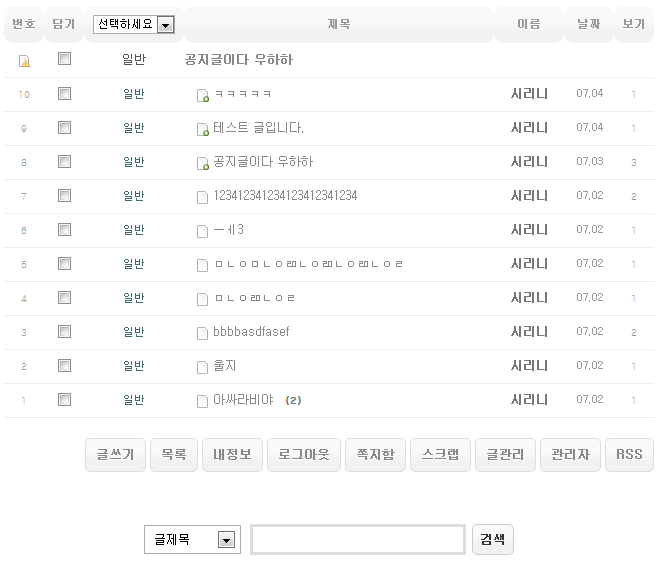 번호 담기 선택하세요 제목 이름 날짜 보기
일반 공지글이다 우하하
10 일반 ㅋㅋㅋㅋㅋ 시리니 07.04 1
9 일반 테스트 글입니다. 시리니 07.04 1
8 일반 공지글이다 우하하 시리니 07.03 3
7 일반 시리니 07.02 2
6 일반 ㅡㅔ3 시리니 07.02 1
5 일반 시리니 07.02 1
4 일반 시리니 07.02 1
3 일반 bbbbasdfasef 시리니 07.02 2
2 일반 울지 시리니 07.02 1
1 일반 아싸라비야 (2) 시리니 07.02 1
글쓰기 목록 내정보 로그아웃 쪽지함 스크랩 글관리 관리자 RSS
글제목 검색